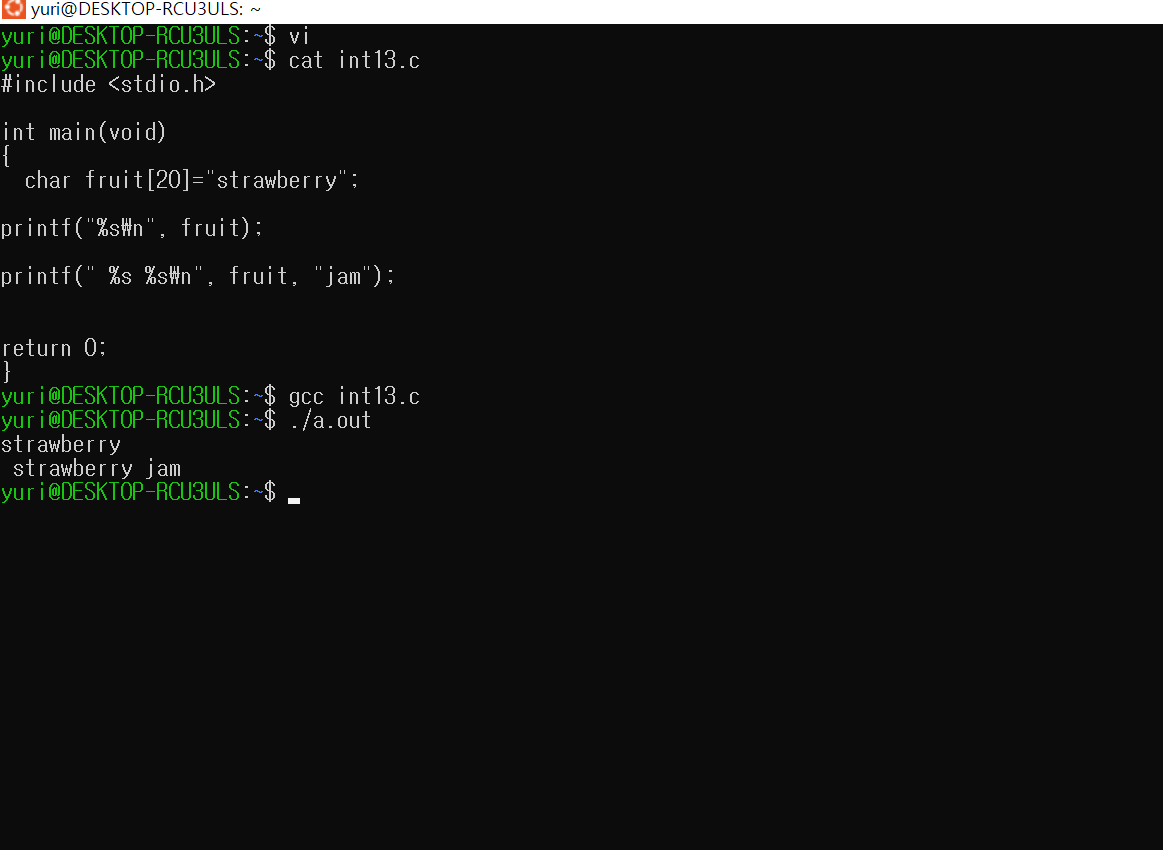 yuri@DESKTOP-RCU3ULS: ~
yuri@DESKTOP-RCU3ULS:~$ vi
yuri@DESKTOP-RCU3ULS:~$ cat int13.c
#include <stdio.h>
int main(void)
{
  char fruit[20]="strawberry";
printf("%s₩n", fruit);
printf(" %s %s₩n", fruit, "jam");
return 0;
}
yuri@DESKTOP-RCU3ULS:~$ gcc int13.c
yuri@DESKTOP-RCU3ULS:~$ ./a.out
strawberry
 strawberry jam
yuri@DESKTOP-RCU3ULS:~$